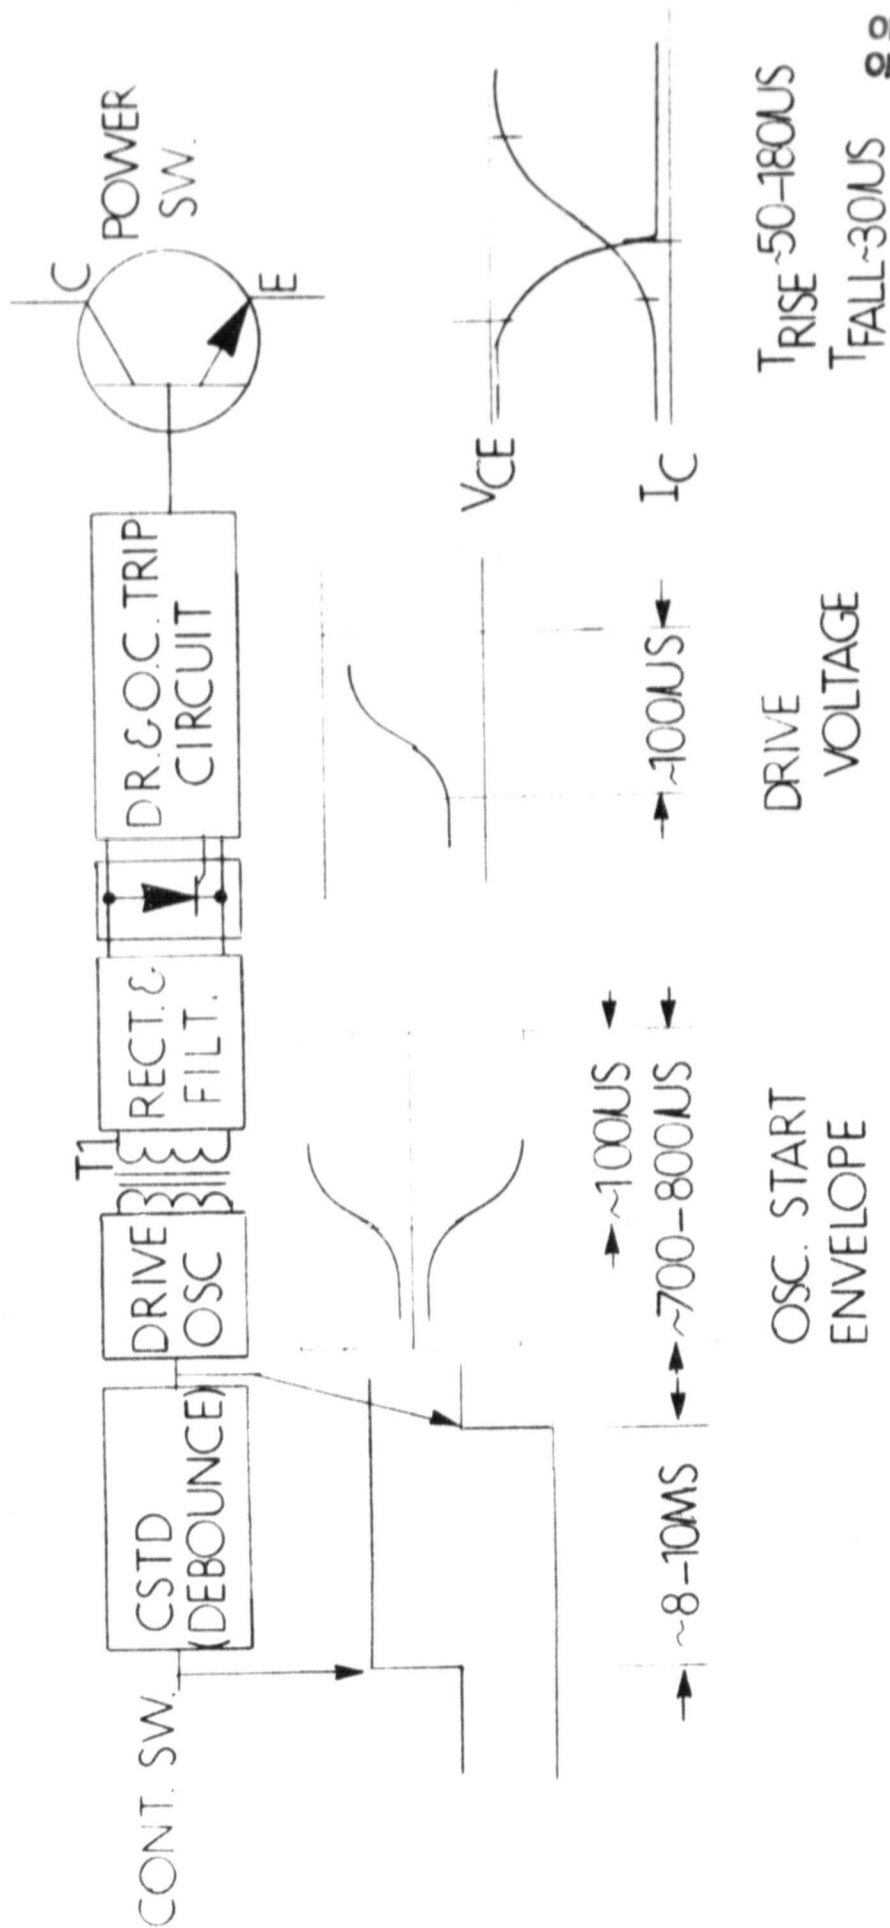 CONT. SW.
CSTD
(DEBOUNCE)
DRIVE
OSC
T1
RECT. &
FILT.
DR. & O.C. TRIP
CIRCUIT
C
E
POWER
SW.
~8-10MS
~100US
~700-800US
OSC. START
ENVELOPE
~100US
DRIVE
VOLTAGE
VCE
IC
TRISE ~50-180US
TFALL ~30US